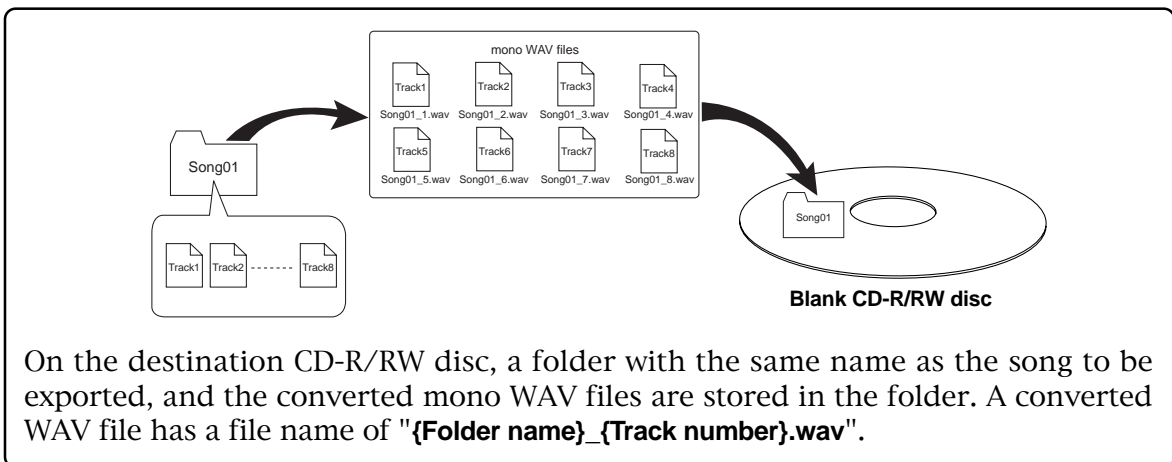 mono WAV files
Track1 Track2 Track3 Track4
Song01_1.wav Song01_2.wav Song01_3.wav Song01_4.wav
Track5 Track6 Track7 Track8
Song01_5.wav Song01_6.wav Song01_7.wav Song01_8.wav
Song01
Track1 Track2 Track8
Song01
Blank CD-R/RW disc
On the destination CD-R/RW disc, a folder with the same name as the song to be
exported, and the converted mono WAV files are stored in the folder. A converted
WAV file has a file name of "{Folder name}_{Track number}.wav".